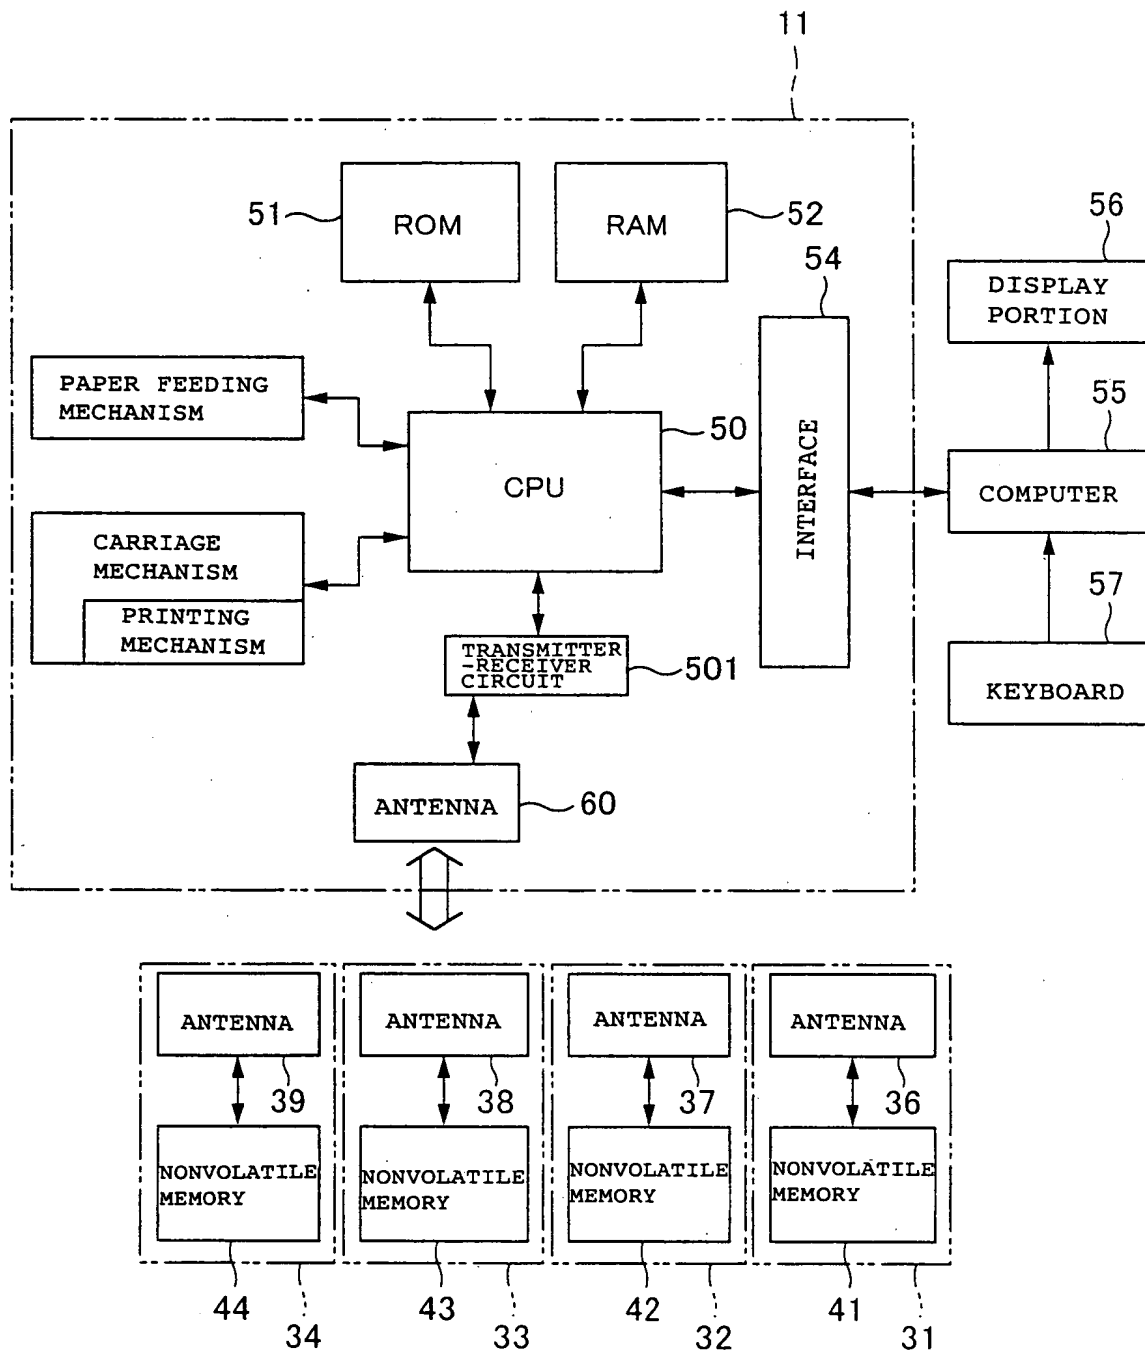 11
51
ROM
RAM
52
56
54
DISPLAY
PORTION
PAPER FEEDING
MECHANISM
50
55
CPU
INTERFACE
COMPUTER
CARRIAGE
MECHANISM
57
PRINTING
MECHANISM
TRANSMITTER
-RECEIVER
CIRCUIT
501
KEYBOARD
ANTENNA
60
ANTENNA
ANTENNA
ANTENNA
ANTENNA
39
38
37
36
NONVOLATILE
MEMORY
NONVOLATILE
MEMORY
NONVOLATILE
MEMORY
NONVOLATILE
MEMORY
44
34
43
33
42
32
41
31